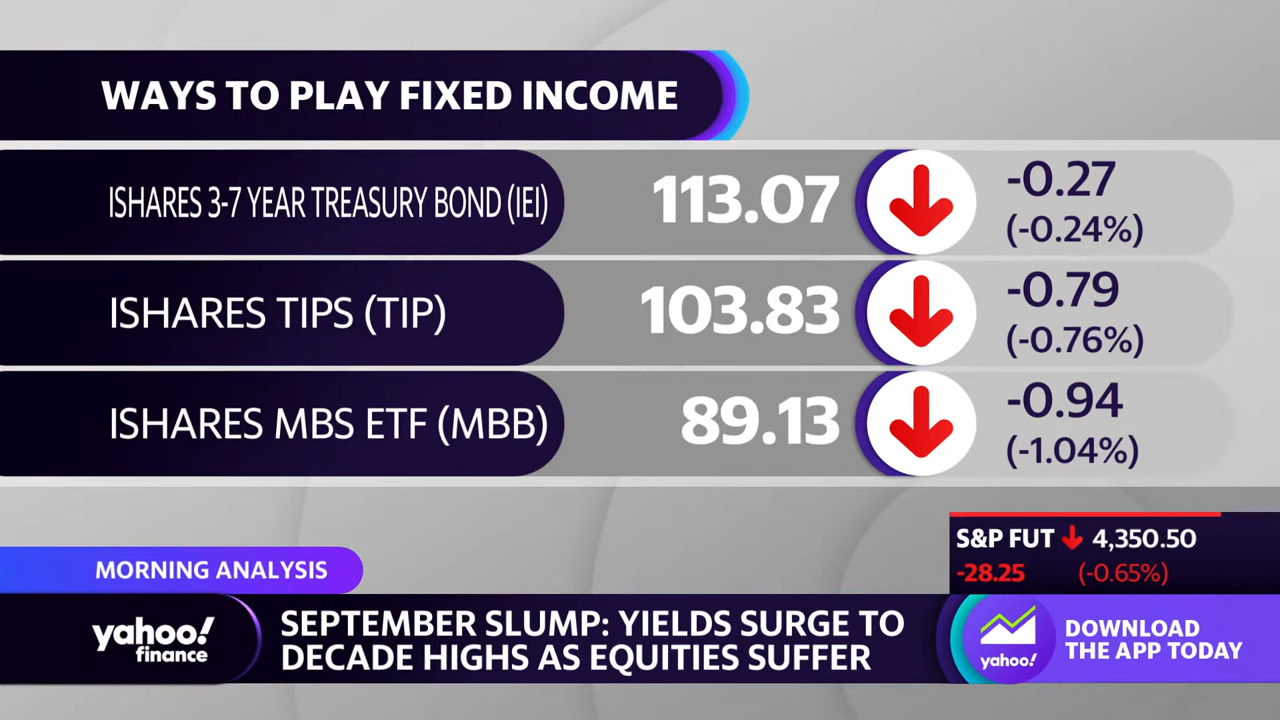 WAYS TO PLAY FIXED INCOME
ISHARES 3-7 YEAR TREASURY BOND (IEI) 113.07 -0.27
(-0.24%)
ISHARES TIPS (TIP) 103.83 -0.79
(-0.76%)
ISHARES MBS ETF (MBB) 89.13 -0.94
(-1.04%)
S&P FUT 4,350.50
-28.25 (-0.65%)
MORNING ANALYSIS
yahoo!
finance
SEPTEMBER SLUMP: YIELDS SURGE TO
DECADE HIGHS AS EQUITIES SUFFER
yahoo!
DOWNLOAD
THE APP TODAY